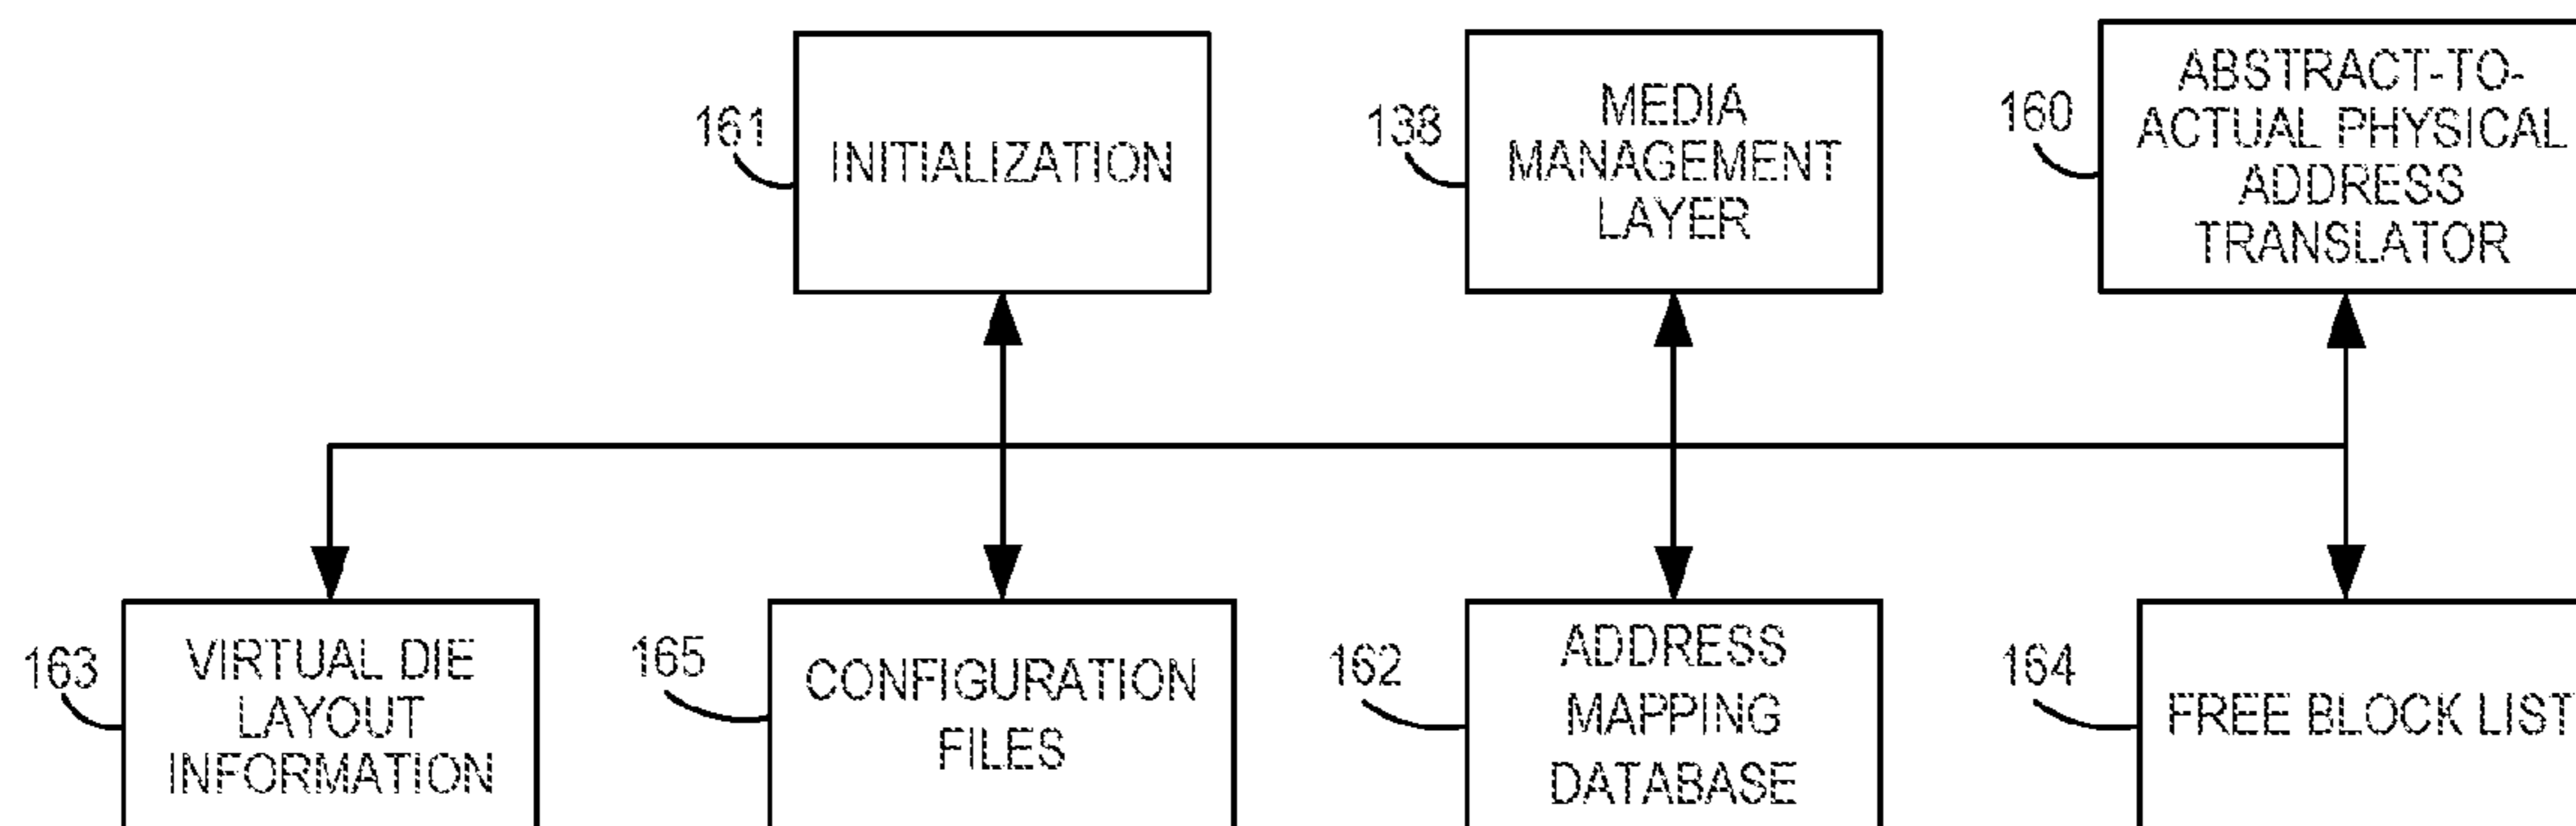 161
INITIALIZATION
138
MEDIA
MANAGEMENT
LAYER
160
ABSTRACT-TO-
ACTUAL PHYSICAL
ADDRESS
TRANSLATOR
163
VIRTUAL DIE
LAYOUT
INFORMATION
165
CONFIGURATION
FILES
162
ADDRESS
MAPPING
DATABASE
164
FREE BLOCK LIST